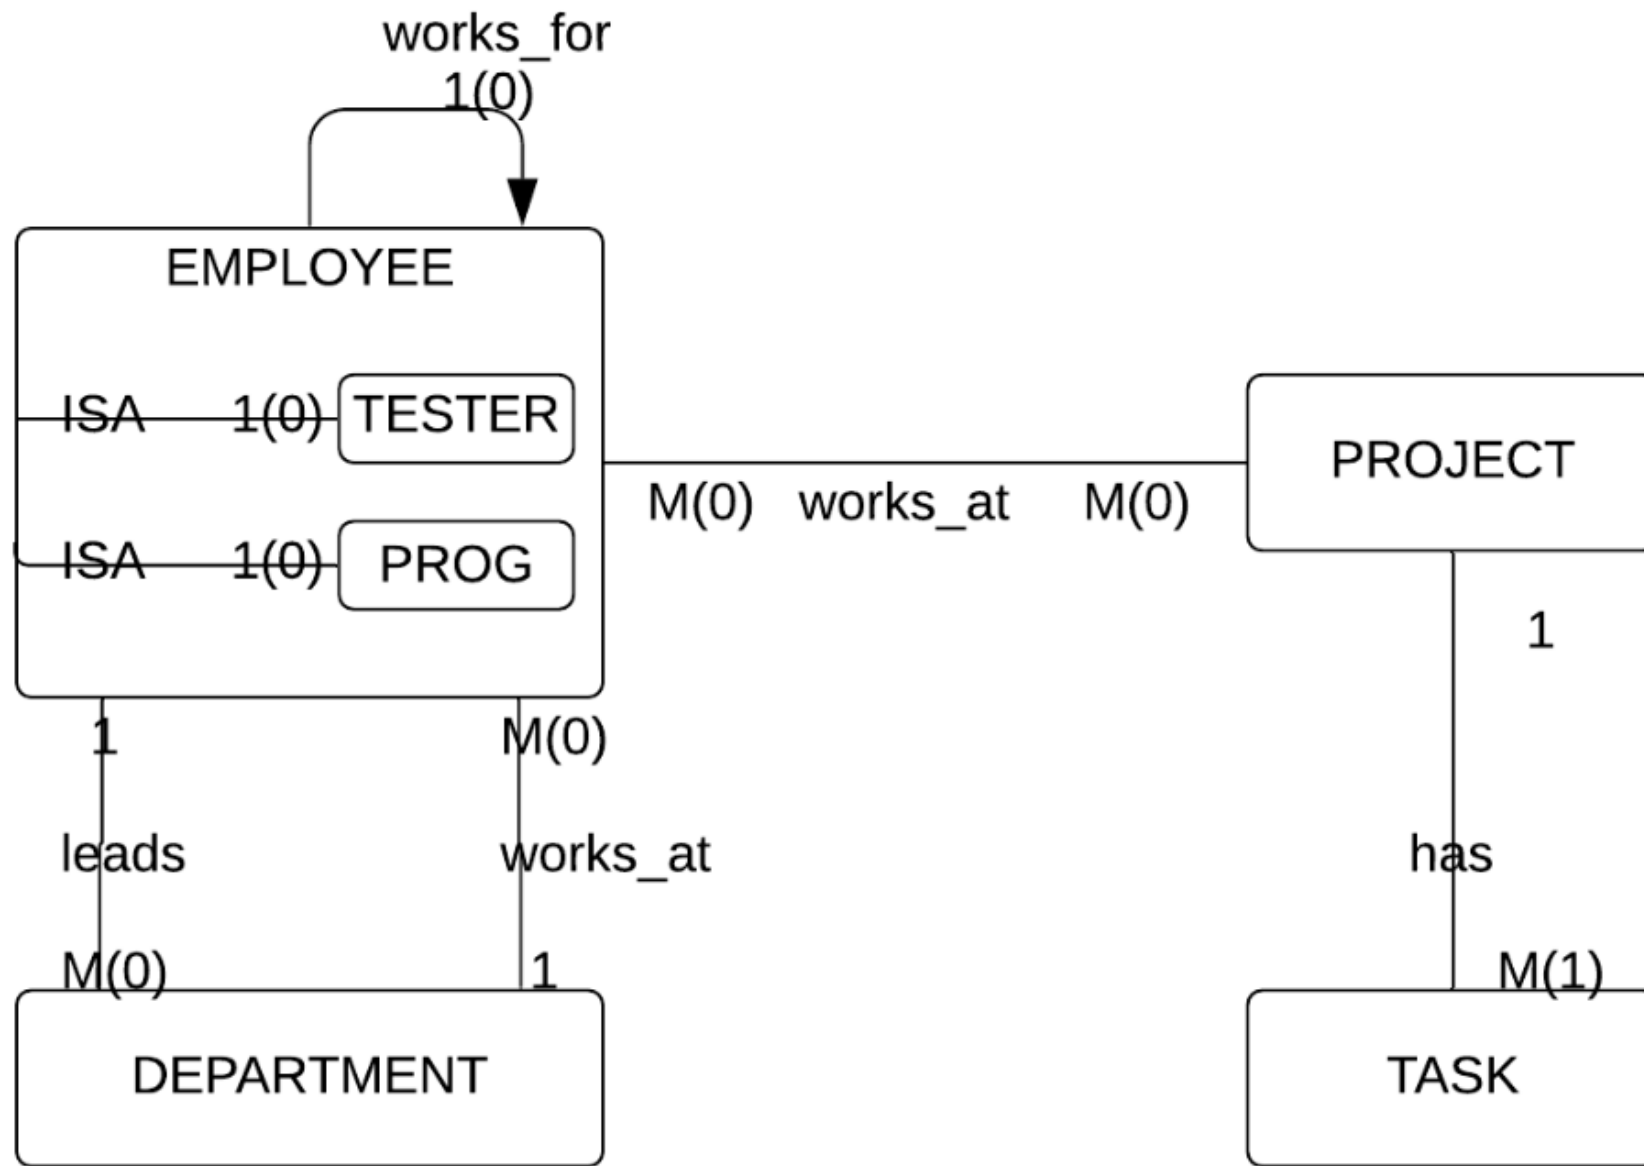 works_for
1(0)
EMPLOYEE
ISA 1(0) TESTER
ISA 1(0) PROG
M(0) works_at M(0)
PROJECT
1
1
M(0)
leads
works_at
has
M(0)
1
M(1)
DEPARTMENT
TASK